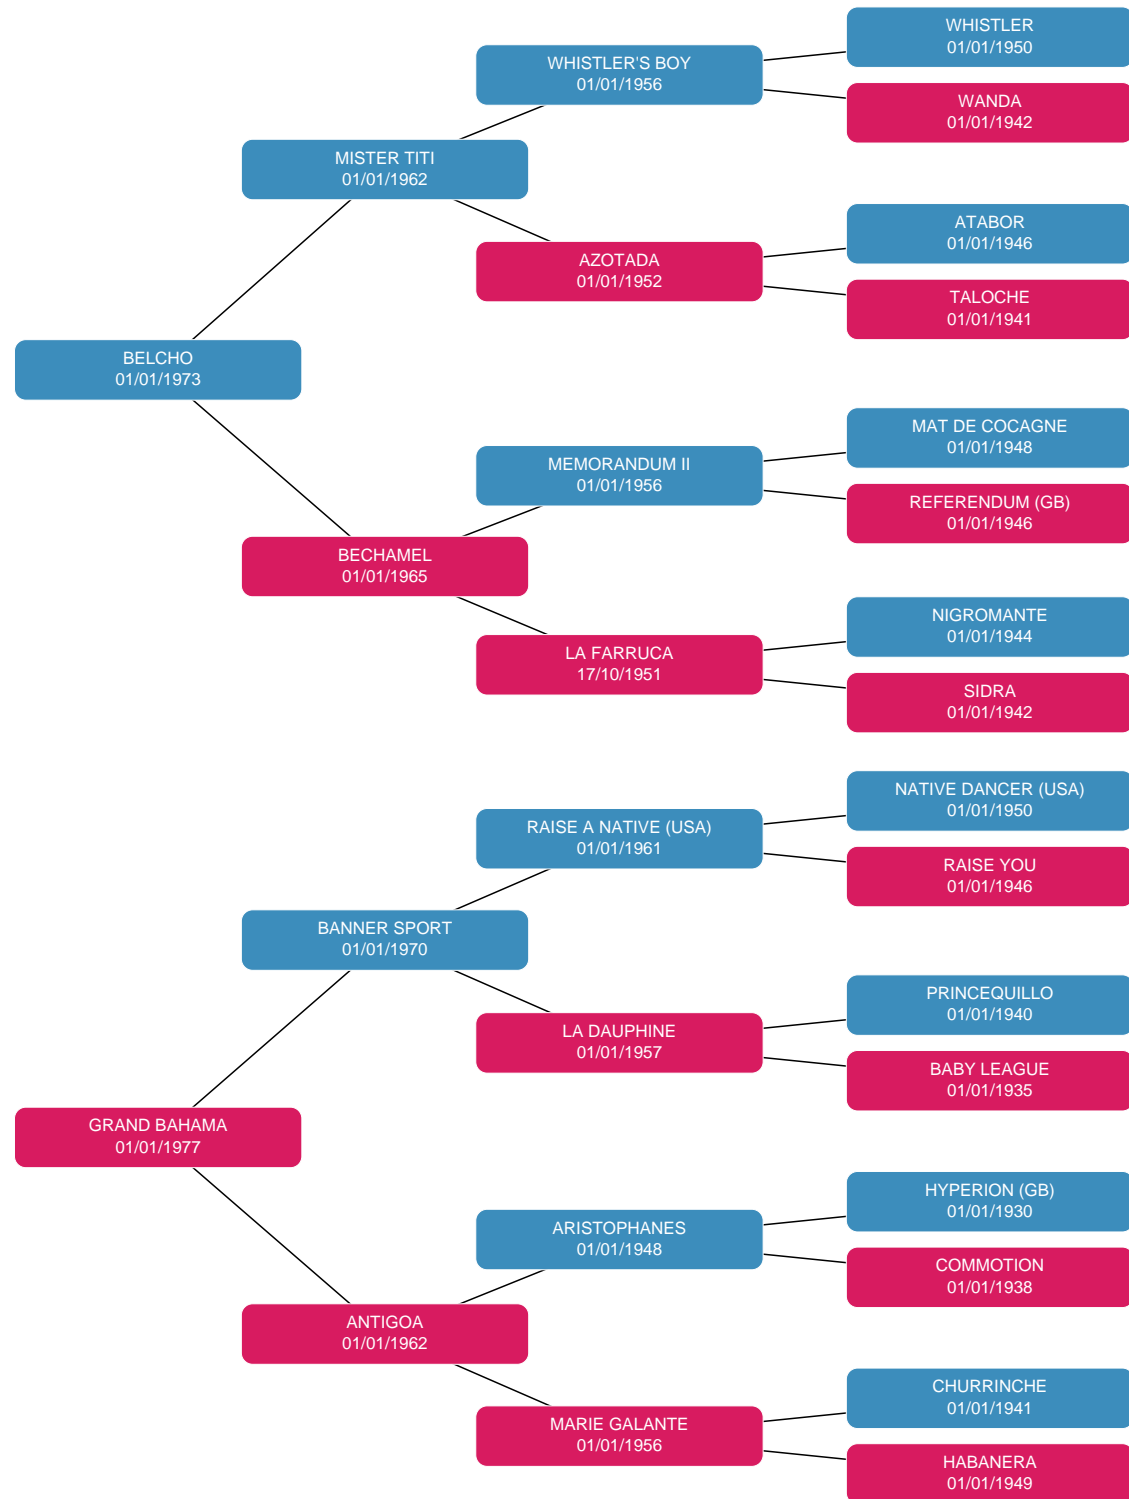 WHISTLER
01/01/1950
WHISTLER'S BOY
01/01/1956
WANDA
01/01/1942
MISTER TITI
01/01/1962
ATABOR
01/01/1946
AZOTADA
01/01/1952
TALOCHE
01/01/1941
BELCHO
01/01/1973
MAT DE COCAGNE
01/01/1948
MEMORANDUM II
01/01/1956
REFERENDUM (GB)
01/01/1946
BECHAMEL
01/01/1965
NIGROMANTE
01/01/1944
LA FARRUCA
17/10/1951
SIDRA
01/01/1942
NATIVE DANCER (USA)
01/01/1950
RAISE A NATIVE (USA)
01/01/1961
RAISE YOU
01/01/1946
BANNER SPORT
01/01/1970
PRINCEQUILLO
01/01/1940
LA DAUPHINE
01/01/1957
BABY LEAGUE
01/01/1935
GRAND BAHAMA
01/01/1977
HYPERION (GB)
01/01/1930
ARISTOPHANES
01/01/1948
COMMOTION
01/01/1938
ANTIGOA
01/01/1962
CHURRINCHE
01/01/1941
MARIE GALANTE
01/01/1956
HABANERA
01/01/1949